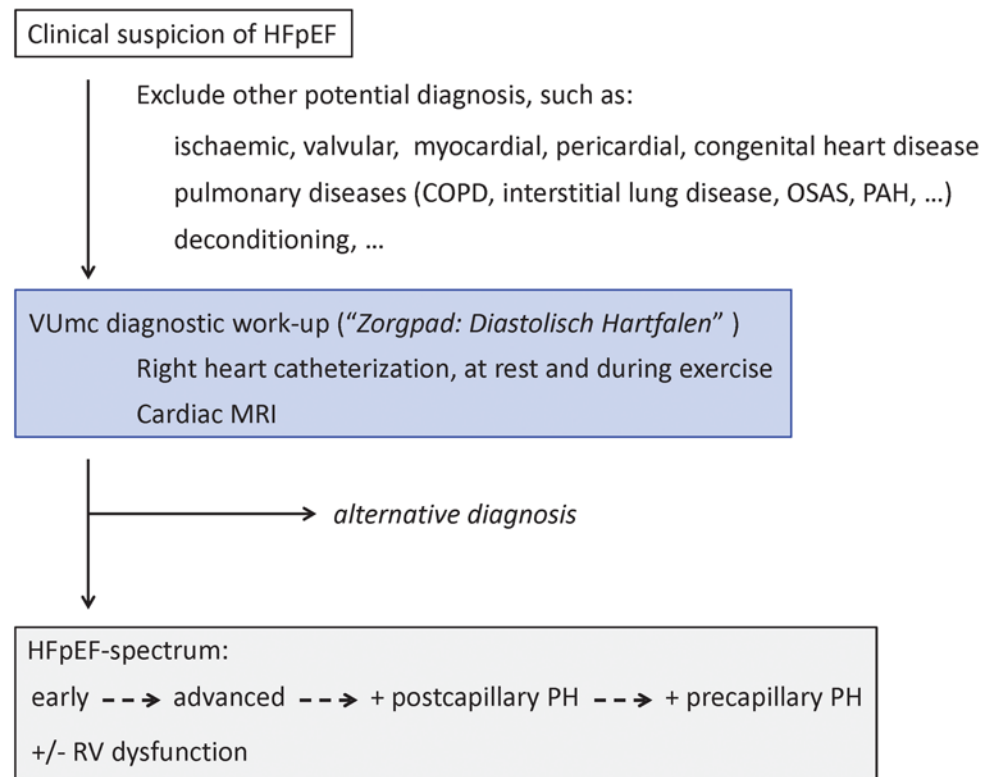 Clinical suspicion of HFpEF
Exclude other potential diagnosis, such as:
ischaemic, valvular, myocardial, pericardial, congenital heart disease
pulmonary diseases (COPD, interstitial lung disease, OSAS, PAH, ...)
deconditioning, ...
VUmc diagnostic work-up (“Zorgpad: Diastolisch Hartfalen” )
Right heart catheterization, at rest and during exercise
Cardiac MRI
alternative diagnosis
HFpEF-spectrum:
early advanced + postcapillary PH + precapillary PH
+/- RV dysfunction